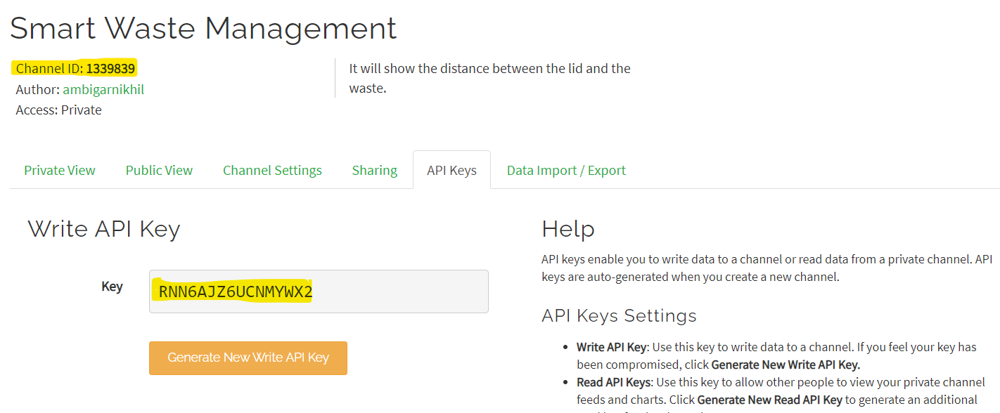 Smart Waste Management
Channel ID: 1339839
Author: ambigarnikhil
Access: Private
It will show the distance between the lid and the
waste.
Private View
Public View
Channel Settings
Sharing
API Keys
Data Import / Export
Write API Key
Key
RNN6AJZ6UCNMYWX2
Generate New Write API Key
Help
API keys enable you to write data to a channel or read data from a private channel. API
keys are auto-generated when you create a new channel.
API Keys Settings
• Write API Key: Use this key to write data to a channel. If you feel your key has
been compromised, click Generate New Write API Key.
• Read API Keys: Use this key to allow other people to view your private channel
feeds and charts. Click Generate New Read API Key to generate an additional